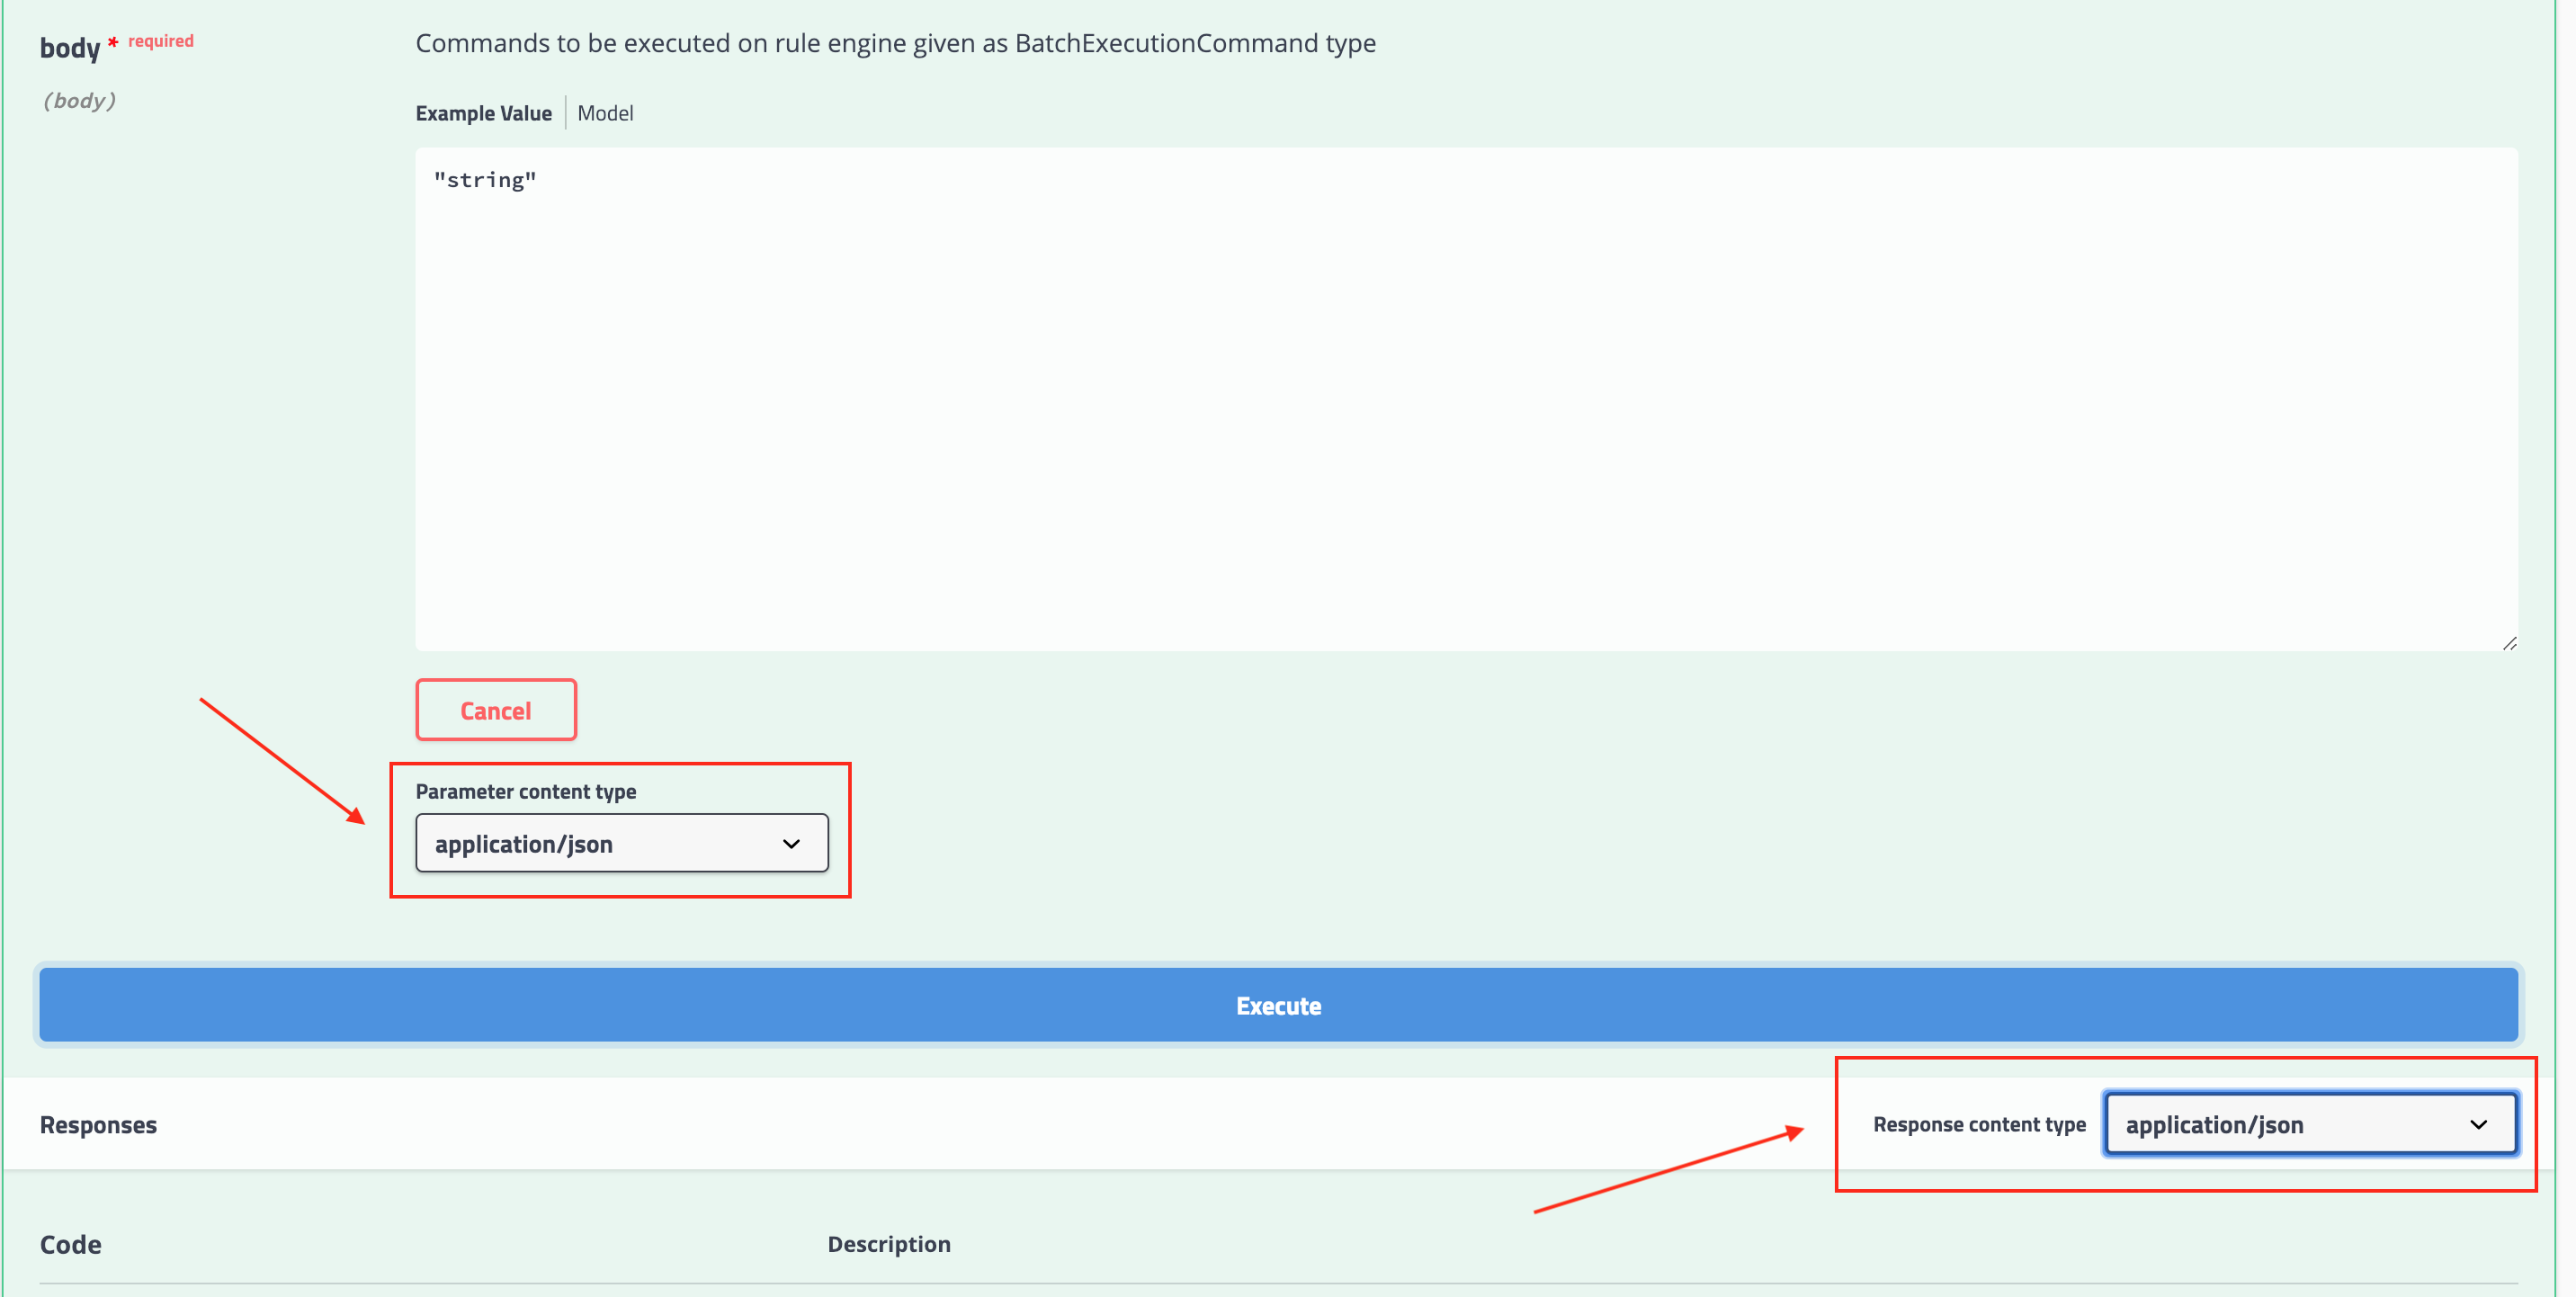 body * required
(body)
Commands to be executed on rule engine given as BatchExecutionCommand type
Example Value Model
"string"
Cancel
Parameter content type
application/json
Execute
Responses
Response content type application/json
Code Description